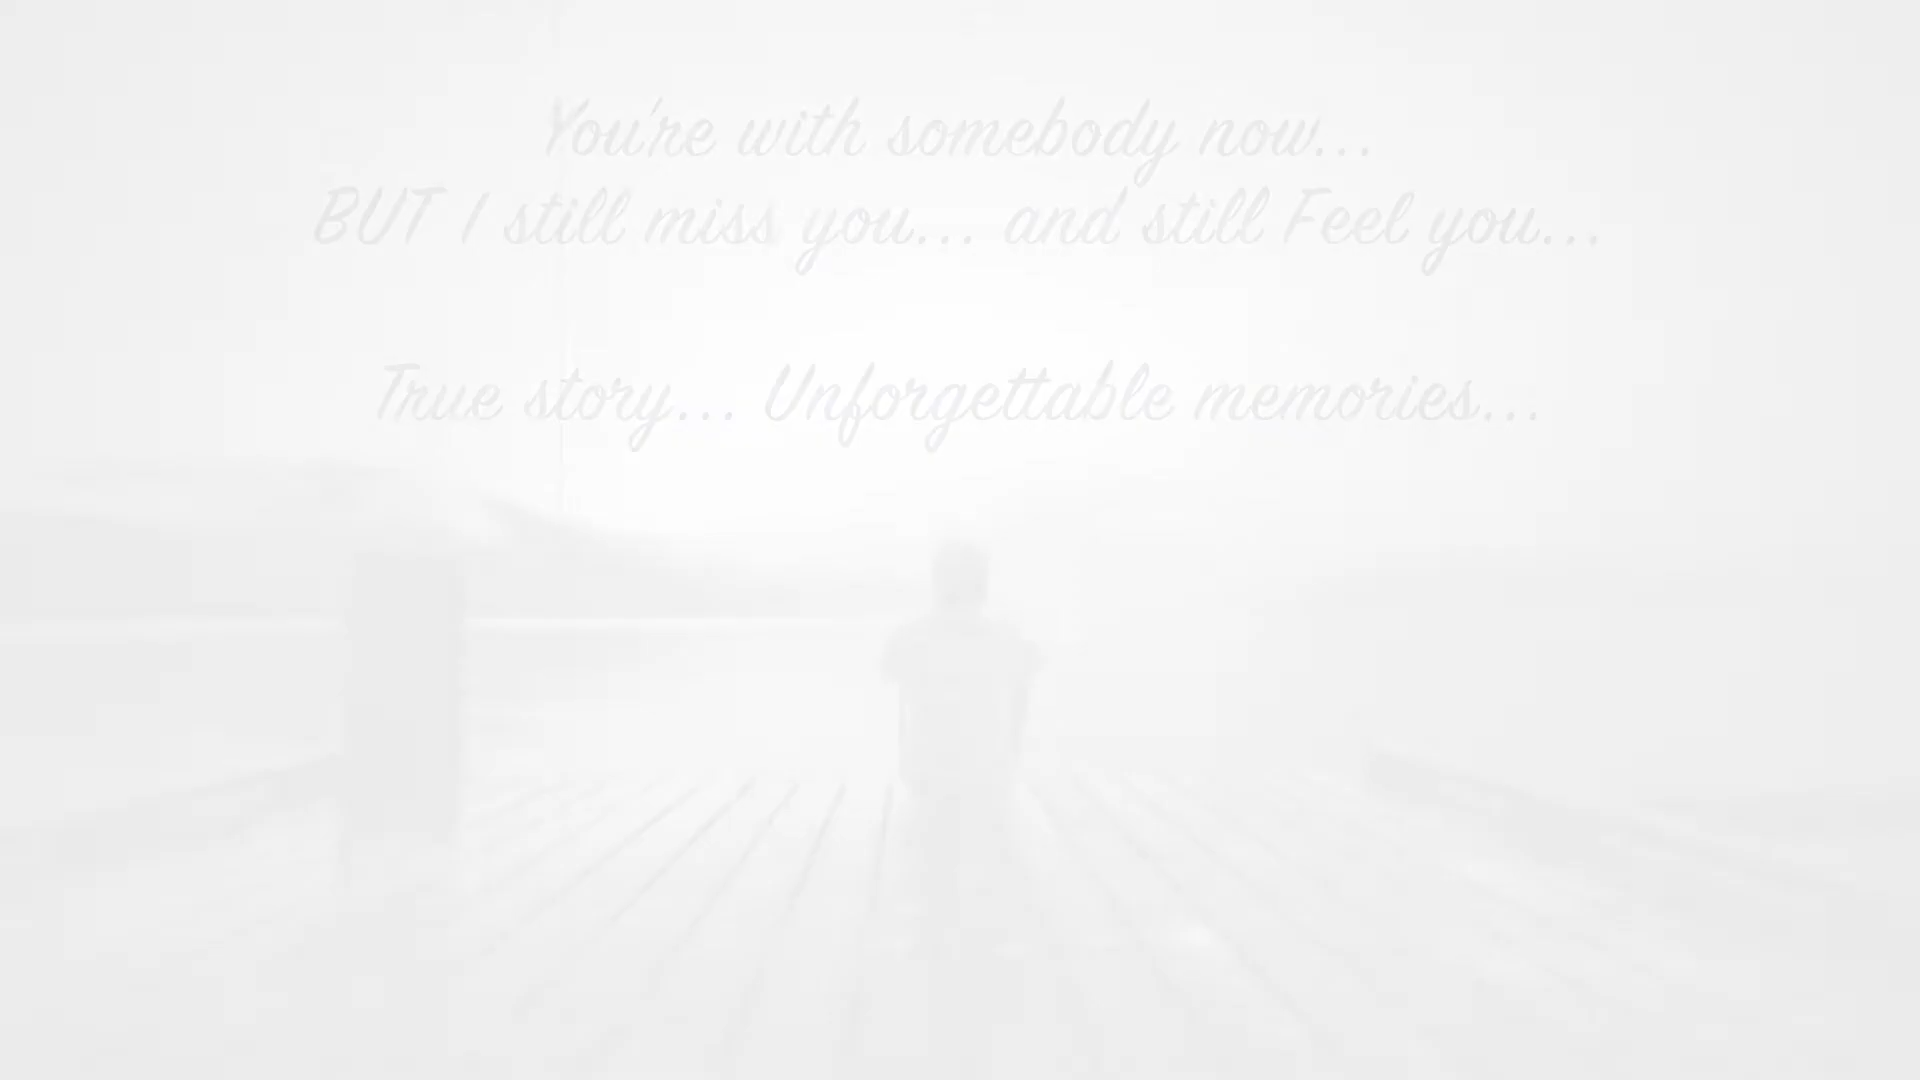 You're with somebody now...
BUT I still miss you... and still Feel you...
True story... Unforgettable memories...